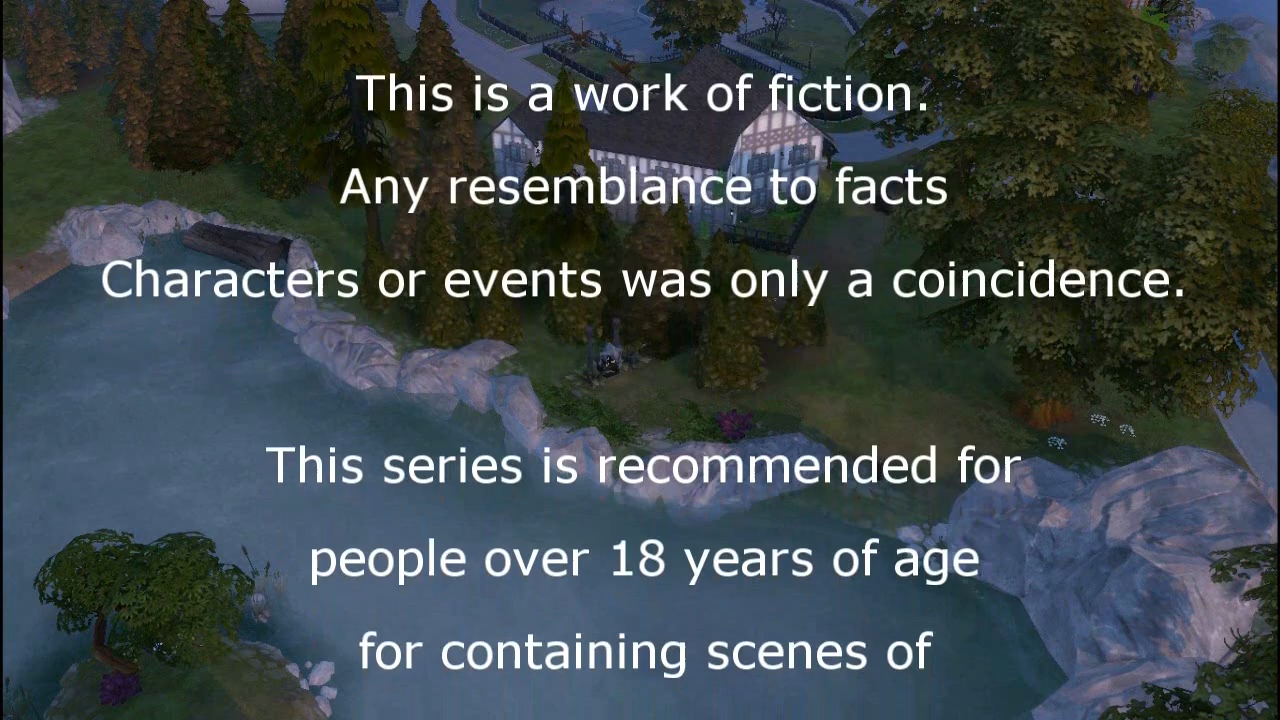 This is a work of fiction.
Any resemblance to facts
Characters or events was only a coincidence.
This series is recommended for
people over 18 years of age
for containing scenes of